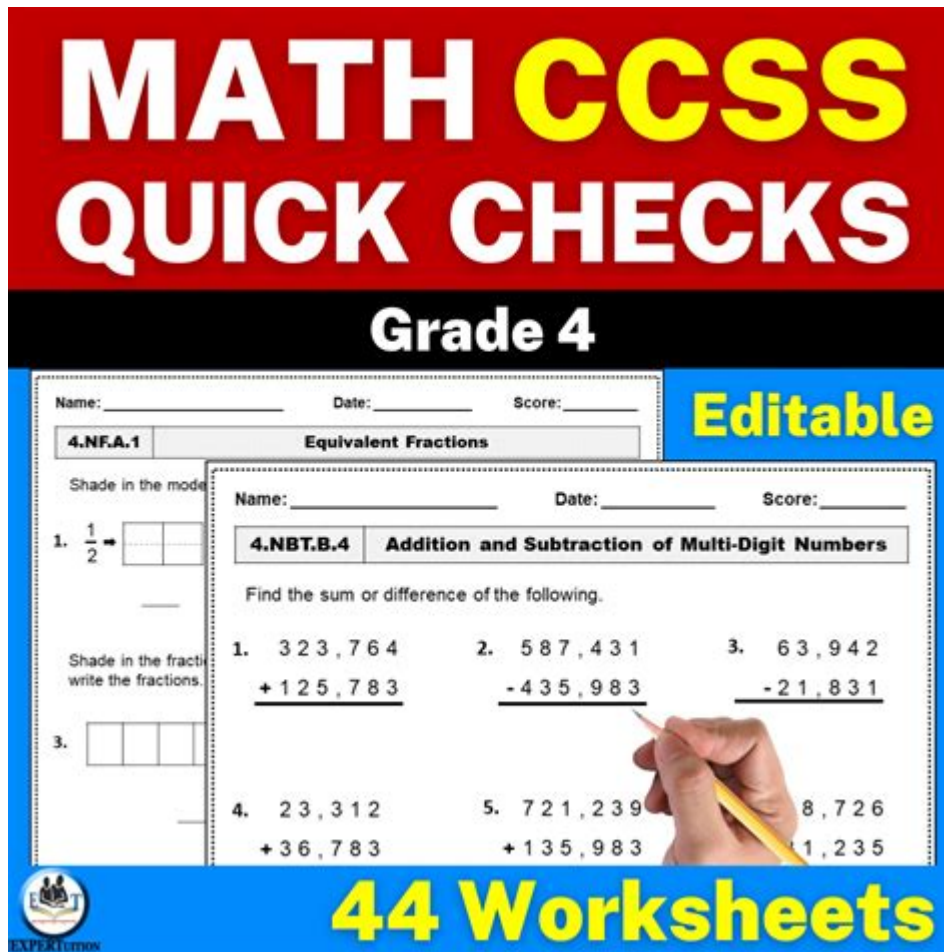 MATH CCSS
QUICK CHECKS
Grade 4
Editable
Name: Date: Score:
4.NF.A.1 Equivalent Fractions
Shade in the mode
1. 1/2
Shade in the fracti
write the fractions.
3.
Name: Date: Score:
4.NBT.B.4 Addition and Subtraction of Multi-Digit Numbers
Find the sum or difference of the following.
1. 323,764 2. 587,431 3. 63,942
+125,783 -435,983 -21,831
4. 23,312 5. 721,239 8,726
+36,783 +135,983 1,235
44 Worksheets
EXPERTUITION